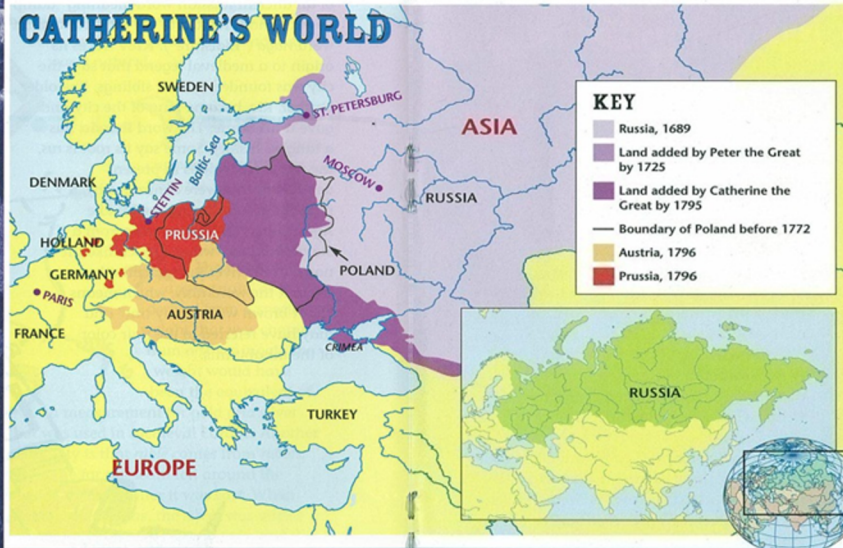 CATHERINE'S WORLD
SWEDEN
ST. PETERSBURG
ASIA
Baltic Sea
MOSCOW
DENMARK
STETTIN
RUSSIA
HOLLAND
PRUSSIA
GERMANY
POLAND
PARIS
AUSTRIA
FRANCE
CRIMEA
TURKEY
EUROPE
KEY
Russia, 1689
Land added by Peter the Great
by 1725
Land added by Catherine the
Great by 1795
Boundary of Poland before 1772
Austria, 1796
Prussia, 1796
RUSSIA